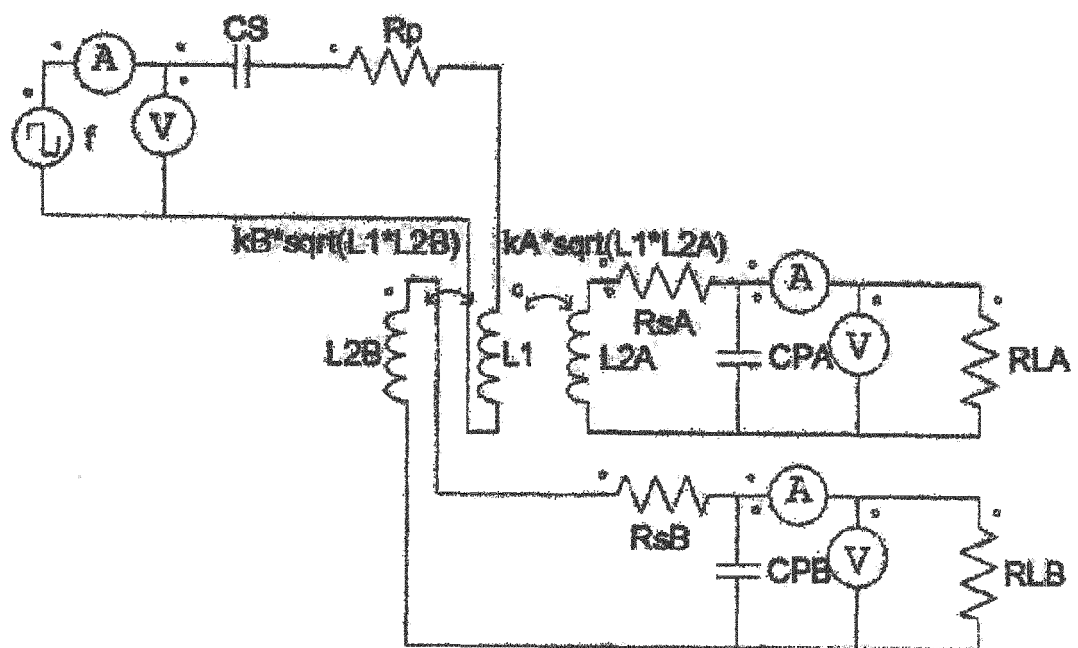 CS
Rp
A
V
f
kB*sqrt(L1*L2B)
kA*sqrt(L1*L2A)
A
RsA
L2B
L1
L2A
CPA
V
RLA
A
RsB
CPB
V
RLB